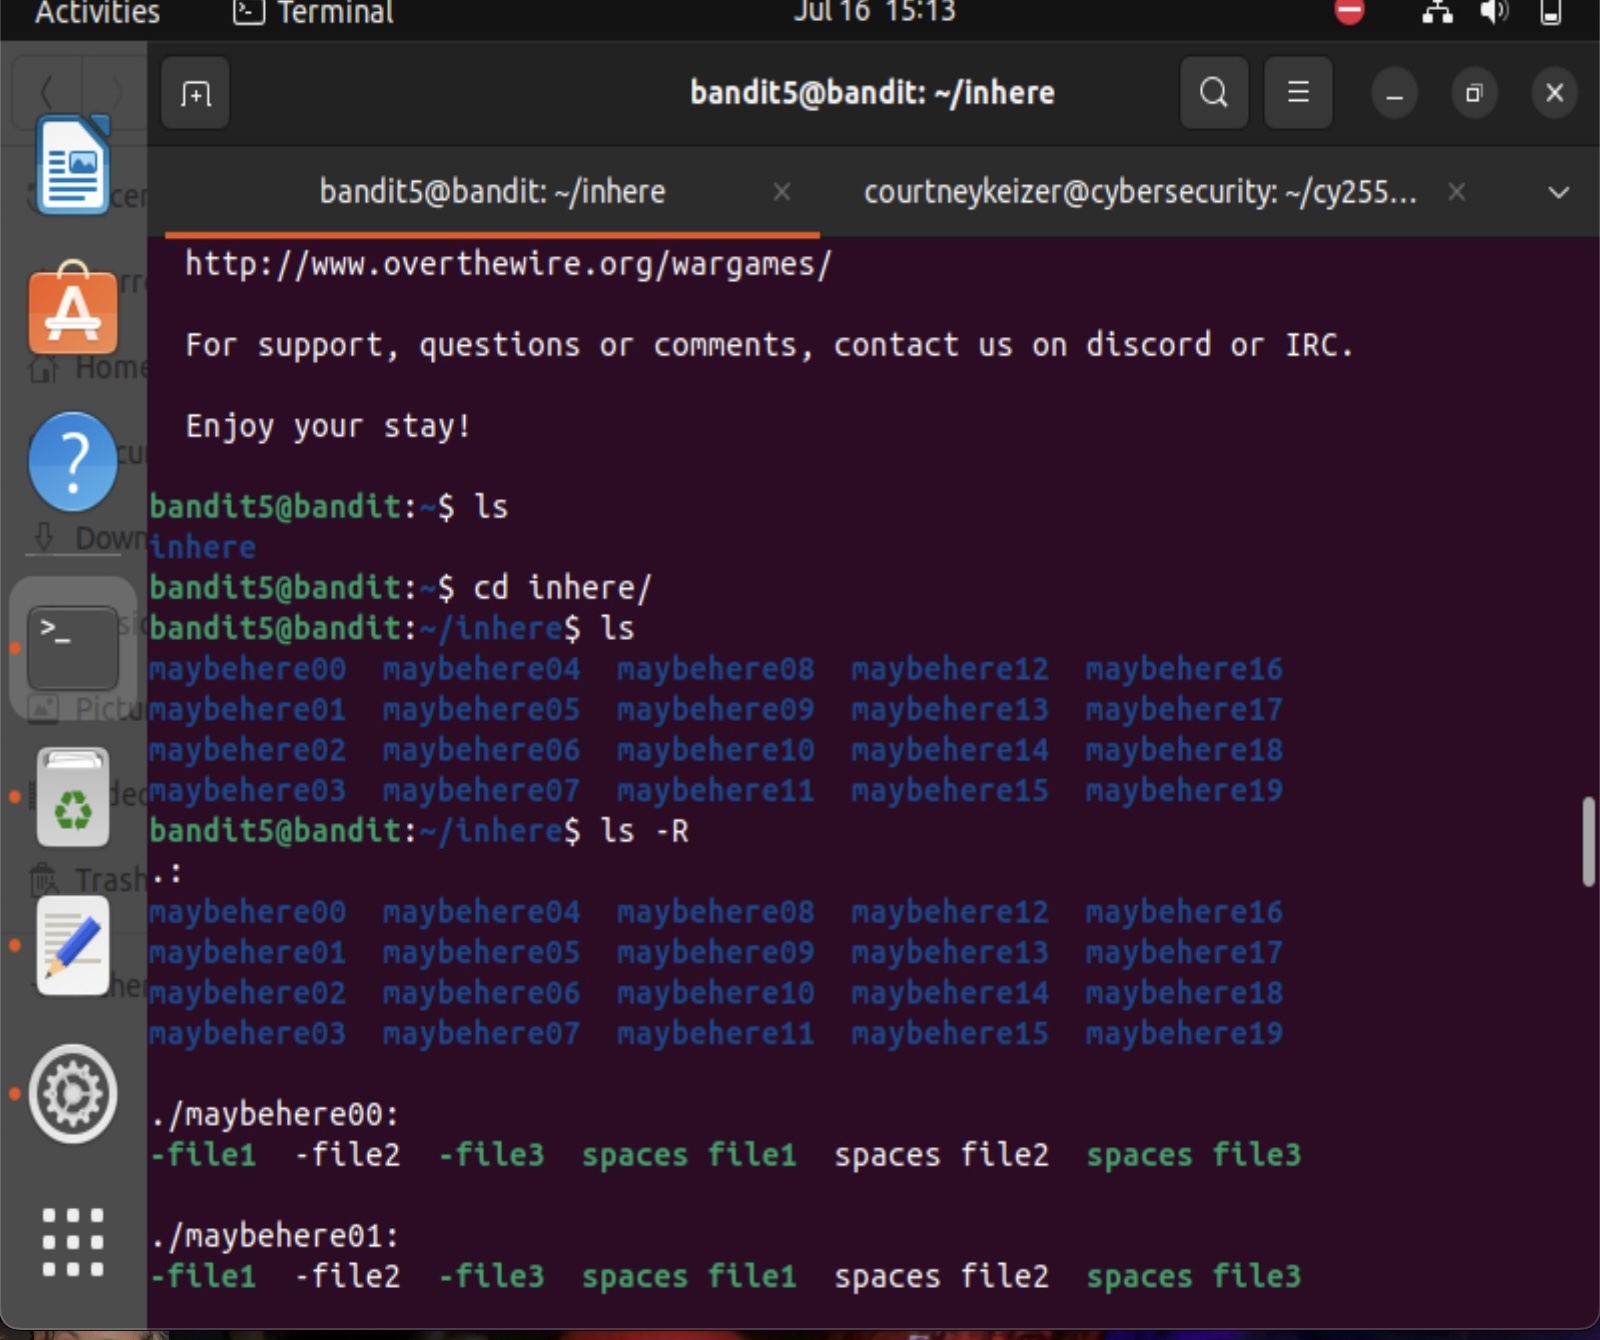 Activities Terminal Jul 16 15:13
bandit5@bandit: ~/inhere
bandit5@bandit: ~/inhere courtneykeizer@cybersecurity: ~/cy255...
http://www.overthewire.org/wargames/
For support, questions or comments, contact us on discord or IRC.
Enjoy your stay!
bandit5@bandit:~$ ls
inhere
bandit5@bandit:~$ cd inhere/
bandit5@bandit:~/inhere$ ls
maybehere00 maybehere04 maybehere08 maybehere12 maybehere16
maybehere01 maybehere05 maybehere09 maybehere13 maybehere17
maybehere02 maybehere06 maybehere10 maybehere14 maybehere18
maybehere03 maybehere07 maybehere11 maybehere15 maybehere19
bandit5@bandit:~/inhere$ ls -R
.:
maybehere00 maybehere04 maybehere08 maybehere12 maybehere16
maybehere01 maybehere05 maybehere09 maybehere13 maybehere17
maybehere02 maybehere06 maybehere10 maybehere14 maybehere18
maybehere03 maybehere07 maybehere11 maybehere15 maybehere19
./maybehere00:
-file1 -file2 -file3 spaces file1 spaces file2 spaces file3
./maybehere01:
-file1 -file2 -file3 spaces file1 spaces file2 spaces file3
Home
Down
Pictu
Trash